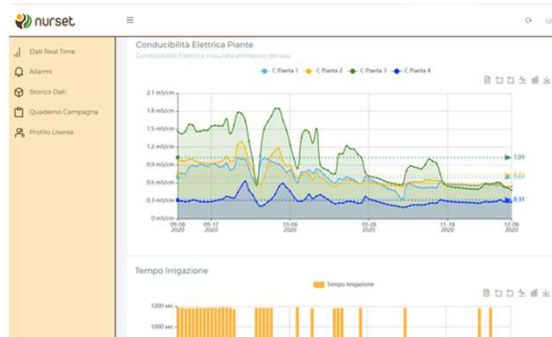 nurset
Dati Real Time
Allarmi
Storico Dati
Quaderno Campagna
Profilo Utente
Conducibilità Elettrica Piante
Conducibilità Elettrica misurata all'interno dei vasi
C Pianta 1 C Pianta 2 C Pianta 3 C Pianta 4
2.1 mS/cm
1.8 mS/cm
1.5 mS/cm
1.2 mS/cm
0.9 mS/cm
0.6 mS/cm
0.3 mS/cm
0 mS/cm
09-08 09-17 10-08 10-28 11-18 12-06
2020 2020 2020 2020 2020 2020
Tempo Irrigazione
Tempo Irrigazione
1200 sec
1000 sec